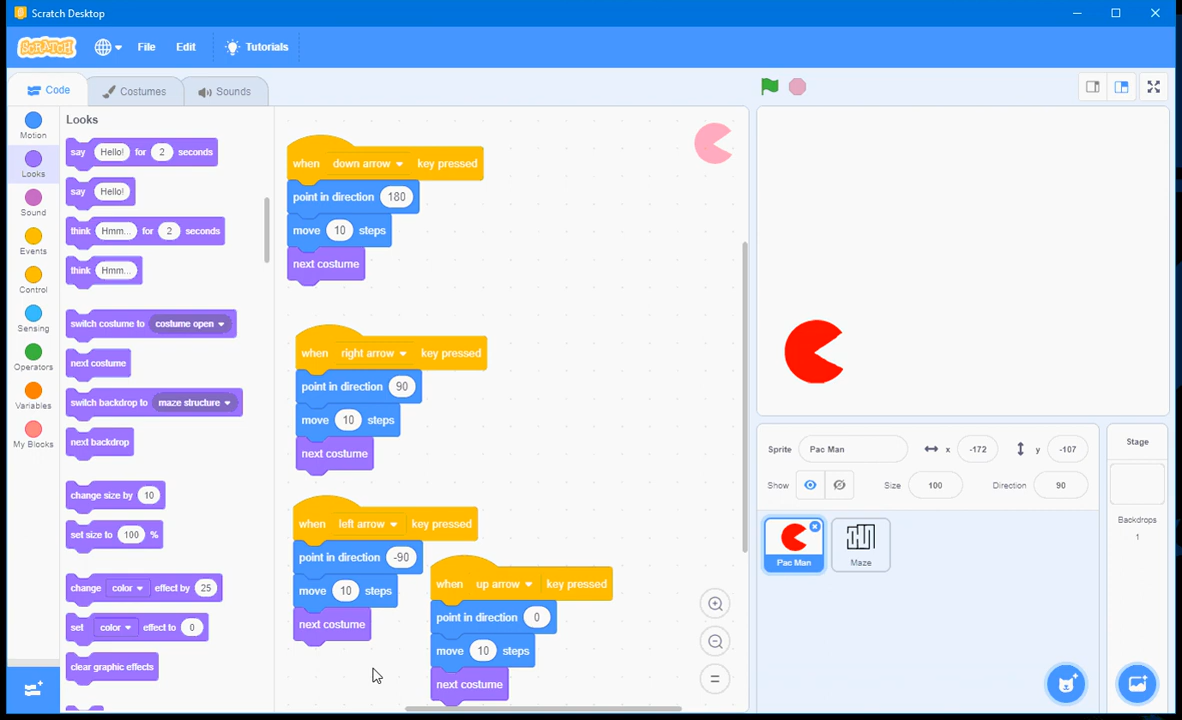 Scratch Desktop
SCRATCH File Edit Tutorials
Code Costumes Sounds
Motion
Looks
Sound
Events
Control
Sensing
Operators
Variables
My Blocks
Looks
say Hello! for 2 seconds
say Hello!
think Hmm... for 2 seconds
think Hmm...
switch costume to costume open
next costume
switch backdrop to maze structure
next backdrop
change size by 10
set size to 100 %
change color effect by 25
set color effect to 0
clear graphic effects
when down arrow key pressed
point in direction 180
move 10 steps
next costume
when right arrow key pressed
point in direction 90
move 10 steps
next costume
when left arrow key pressed
point in direction -90
move 10 steps
next costume
when up arrow key pressed
point in direction 0
move 10 steps
next costume
Sprite Pac Man x -172 y -107
Show Size 100 Direction 90
Pac Man Maze
Stage
Backdrops
1